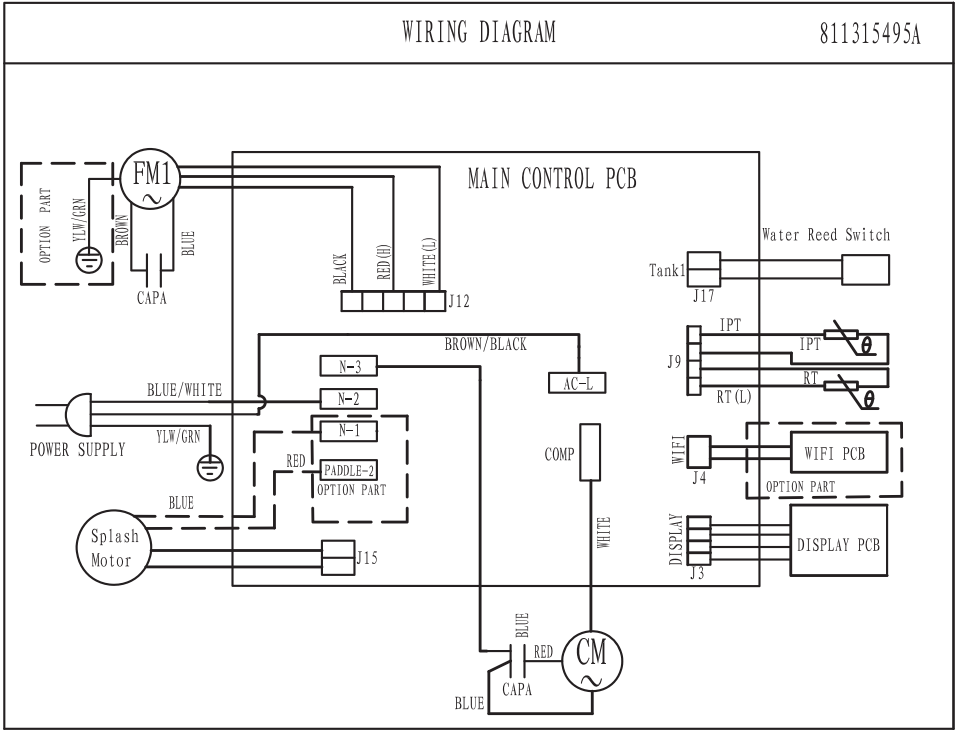 WIRING DIAGRAM
811315495A
OPTION PART
YLW/GRN
FM1
~
BROWN
BLUE
CAPA
MAIN CONTROL PCB
BLACK
RED(H)
WHITE(L)
J12
Water Reed Switch
Tank1
J17
BROWN/BLACK
N-3
AC-L
J9
IPT
IPT
θ
RT
RT(L)
θ
BLUE/WHITE
N-2
POWER SUPPLY
YLW/GRN
N-1
RED
PADDLE-2
OPTION PART
COMP
WIFI
J4
WIFI PCB
OPTION PART
BLUE
Splash
Motor
J15
WHITE
DISPLAY
J3
DISPLAY PCB
BLUE
RED
CM
~
CAPA
BLUE